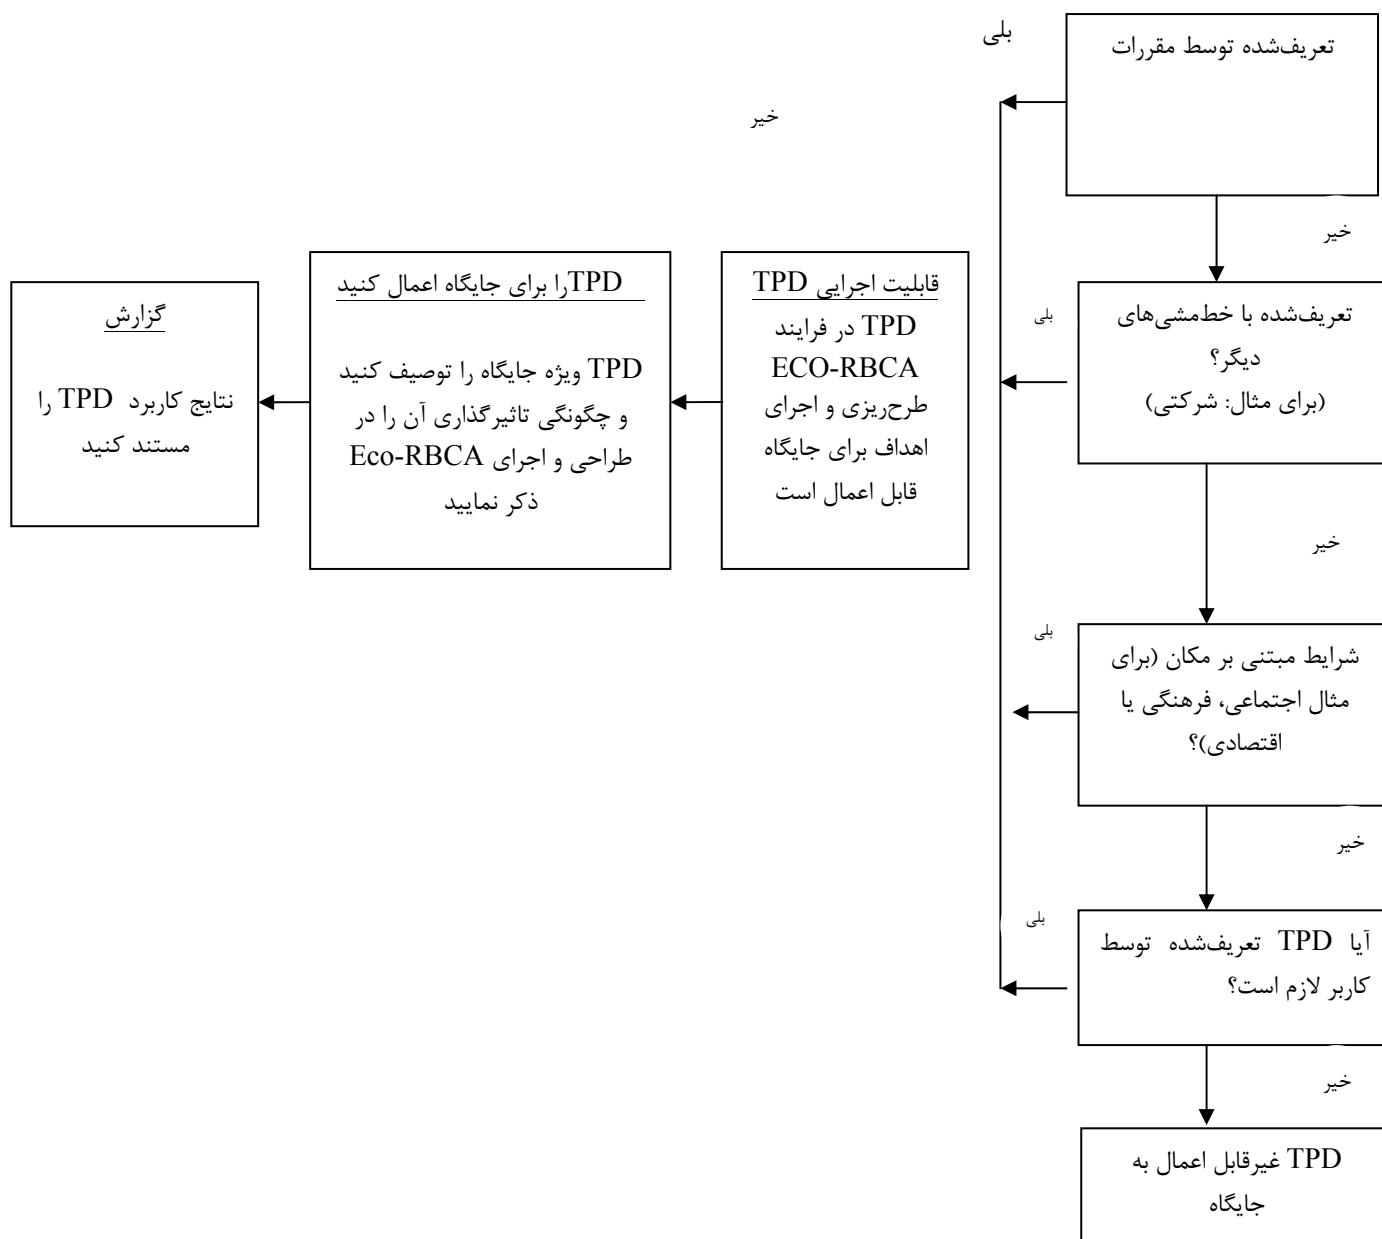 بلی
تعریف‌شده توسط مقررات
خیر
خیر
تعریف‌شده با خط‌مشی‌های
دیگر؟
(برای مثال: شرکتی)
بلی
قابلیت اجرایی TPD
TPD در فرایند
ECO-RBCA
طرح‌ریزی و اجرای
اهداف برای جایگاه
قابل اعمال است
TPDرا برای جایگاه اعمال کنید
TPD ویژه جایگاه را توصیف کنید
و چگونگی تاثیرگذاری آن را در
طراحی و اجرای Eco-RBCA
ذکر نمایید
گزارش
نتایج کاربرد TPD را
مستند کنید
خیر
بلی
شرایط مبتنی بر مکان (برای
مثال اجتماعی، فرهنگی یا
اقتصادی)؟
خیر
بلی
آیا TPD تعریف‌شده توسط
کاربر لازم است؟
خیر
TPD غیرقابل اعمال به
جایگاه